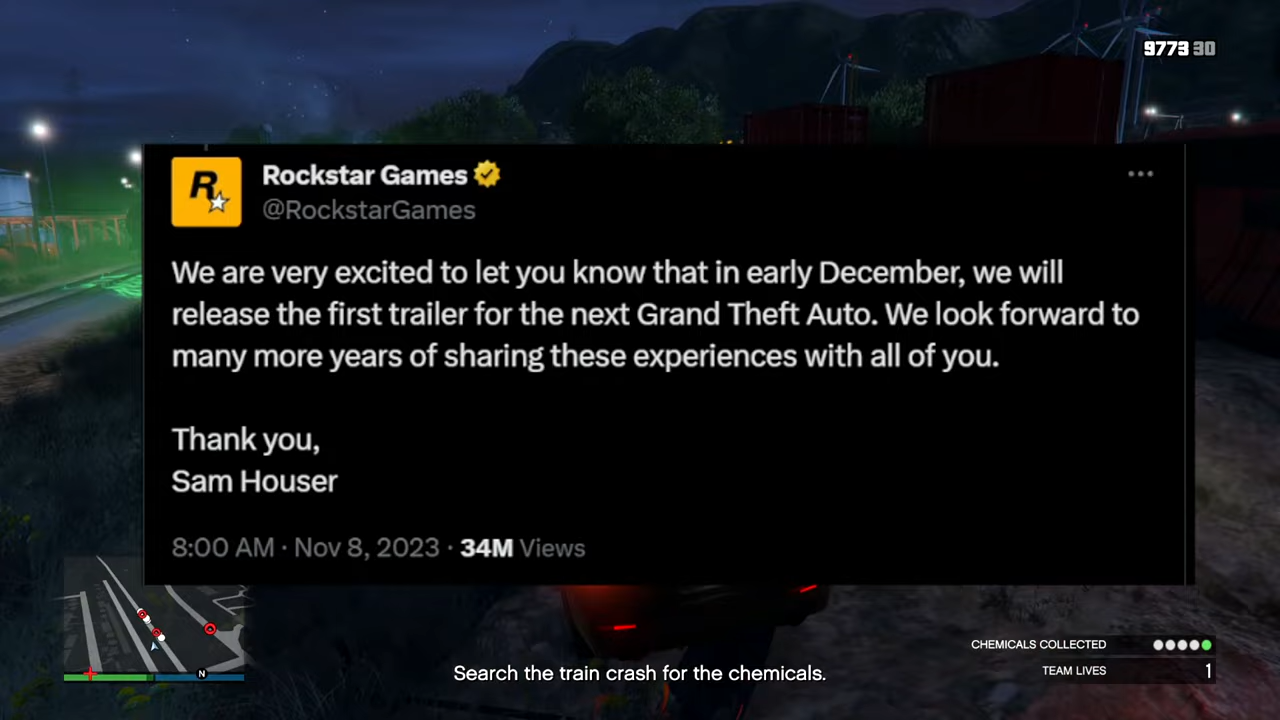 9773 30
R
Rockstar Games
@RockstarGames
We are very excited to let you know that in early December, we will
release the first trailer for the next Grand Theft Auto. We look forward to
many more years of sharing these experiences with all of you.
Thank you,
Sam Houser
8:00 AM · Nov 8, 2023 · 34M Views
N
CHEMICALS COLLECTED
TEAM LIVES 1
Search the train crash for the chemicals.